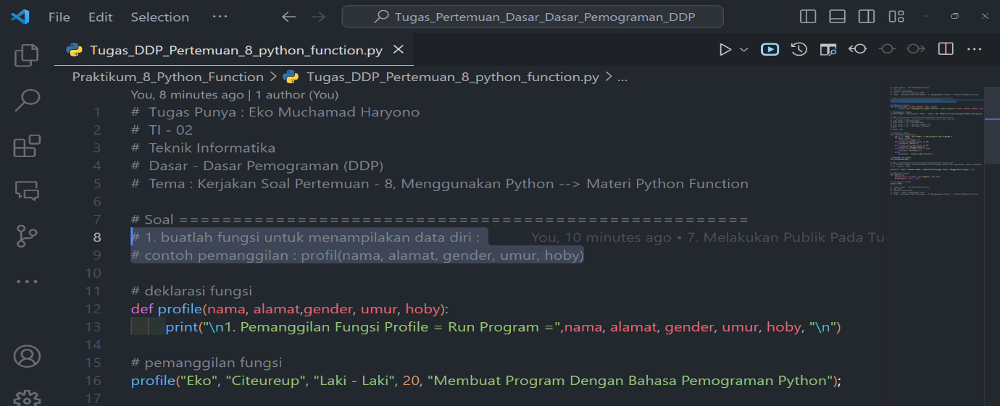 File Edit Selection ···
Tugas_Pertemuan_Dasar_Dasar_Pemograman_DDP
Tugas_DDP_Pertemuan_8_python_function.py
Praktikum_8_Python_Function > Tugas_DDP_Pertemuan_8_python_function.py > ...
You, 8 minutes ago | 1 author (You)
1 # Tugas Punya : Eko Muchamad Haryono
2 # TI - 02
3 # Teknik Informatika
4 # Dasar - Dasar Pemograman (DDP)
5 # Tema : Kerjakan Soal Pertemuan - 8, Menggunakan Python --> Materi Python Function
6
7 # Soal =====================================================
8 # 1. buatlah fungsi untuk menampilakan data diri : You, 10 minutes ago • 7. Melakukan Publik Pada Tu
9 # contoh pemanggilan : profil(nama, alamat, gender, umur, hoby)
10
11 # deklarasi fungsi
12 def profile(nama, alamat,gender, umur, hoby):
13 print("\n1. Pemanggilan Fungsi Profile = Run Program =",nama, alamat, gender, umur, hoby, "\n")
14
15 # pemanggilan fungsi
16 profile("Eko", "Citeureup", "Laki - Laki", 20, "Membuat Program Dengan Bahasa Pemograman Python");
17